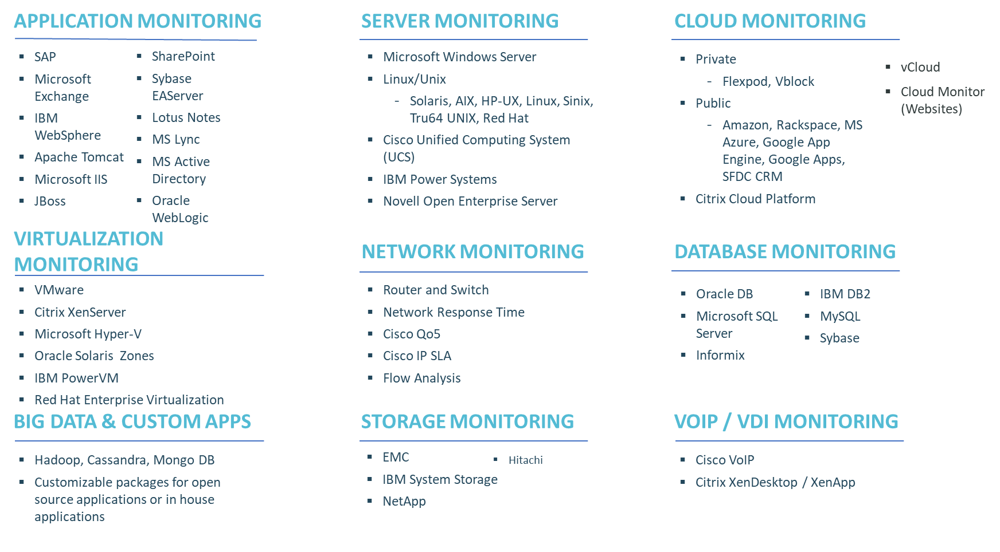 APPLICATION MONITORING
SAP
Microsoft
Exchange
IBM
WebSphere
Apache Tomcat
Microsoft IIS
JBoss
SharePoint
Sybase
EAServer
Lotus Notes
MS Lync
MS Active
Directory
Oracle
WebLogic
SERVER MONITORING
Microsoft Windows Server
Linux/Unix
- Solaris, AIX, HP-UX, Linux, Sinix,
Tru64 UNIX, Red Hat
Cisco Unified Computing System
(UCS)
IBM Power Systems
Novell Open Enterprise Server
CLOUD MONITORING
Private
- Flexpod, Vblock
Public
- Amazon, Rackspace, MS
Azure, Google App
Engine, Google Apps,
SFDC CRM
Citrix Cloud Platform
vCloud
Cloud Monitor
(Websites)
VIRTUALIZATION
MONITORING
VMware
Citrix XenServer
Microsoft Hyper-V
Oracle Solaris  Zones
IBM PowerVM
Red Hat Enterprise Virtualization
NETWORK MONITORING
Router and Switch
Network Response Time
Cisco Qo5
Cisco IP SLA
Flow Analysis
DATABASE MONITORING
Oracle DB
Microsoft SQL
Server
Informix
IBM DB2
MySQL
Sybase
BIG DATA & CUSTOM APPS
Hadoop, Cassandra, Mongo DB
Customizable packages for open
source applications or in house
applications
STORAGE MONITORING
EMC
IBM System Storage
NetApp
Hitachi
VOIP / VDI MONITORING
Cisco VoIP
Citrix XenDesktop / XenApp